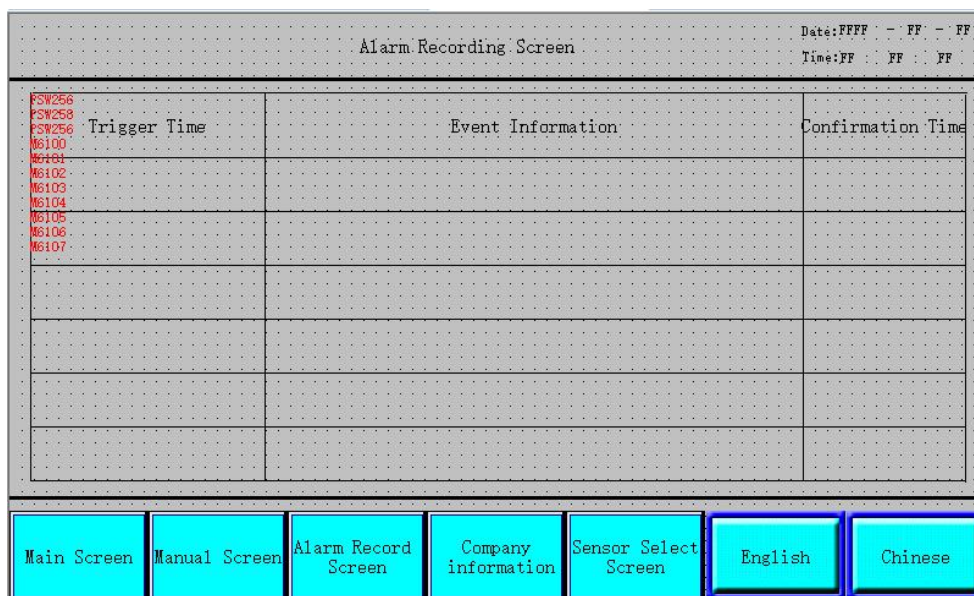 Alarm Recording Screen
Date:FFFF - FF - FF
Time:FF : FF : FF
PSW256
PSW258
PSW256
M6100
M6101
M6102
M6103
M6104
M6105
M6106
M6107
Trigger Time
Event Information
Confirmation Time
Main Screen
Manual Screen
Alarm Record
Screen
Company
information
Sensor Select
Screen
English
Chinese